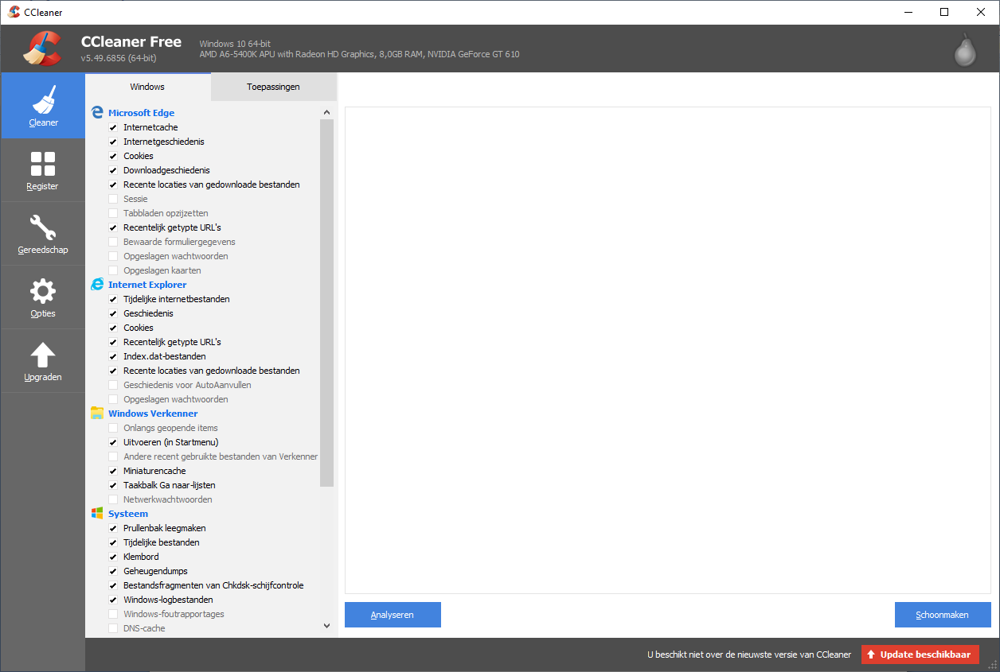 CCleaner
CCleaner Free
v5.49.6856 (64-bit)
Windows 10 64-bit
AMD A6-5400K APU with Radeon HD Graphics, 8,0GB RAM, NVIDIA GeForce GT 610
Cleaner
Register
Gereedschap
Opties
Upgraden
Windows
Toepassingen
Microsoft Edge
Internetcache
Internetgeschiedenis
Cookies
Downloadgeschiedenis
Recente locaties van gedownloade bestanden
Sessie
Tabbladen opzijzetten
Recentelijk getypte URL's
Bewaarde formuliergegevens
Opgeslagen wachtwoorden
Opgeslagen kaarten
Internet Explorer
Tijdelijke internetbestanden
Geschiedenis
Cookies
Recentelijk getypte URL's
Index.dat-bestanden
Recente locaties van gedownloade bestanden
Geschiedenis voor AutoAanvullen
Opgeslagen wachtwoorden
Windows Verkenner
Onlangs geopende items
Uitvoeren (in Startmenu)
Andere recent gebruikte bestanden van Verkenner
Miniaturencache
Taakbalk Ga naar-lijsten
Netwerkwachtwoorden
Systeem
Prullenbak leegmaken
Tijdelijke bestanden
Klembord
Geheugendumps
Bestandsfragmenten van Chkdsk-schijfcontrole
Windows-logbestanden
Windows-foutrapportages
DNS-cache
Analyseren
Schoonmaken
U beschikt niet over de nieuwste versie van CCleaner
Update beschikbaar